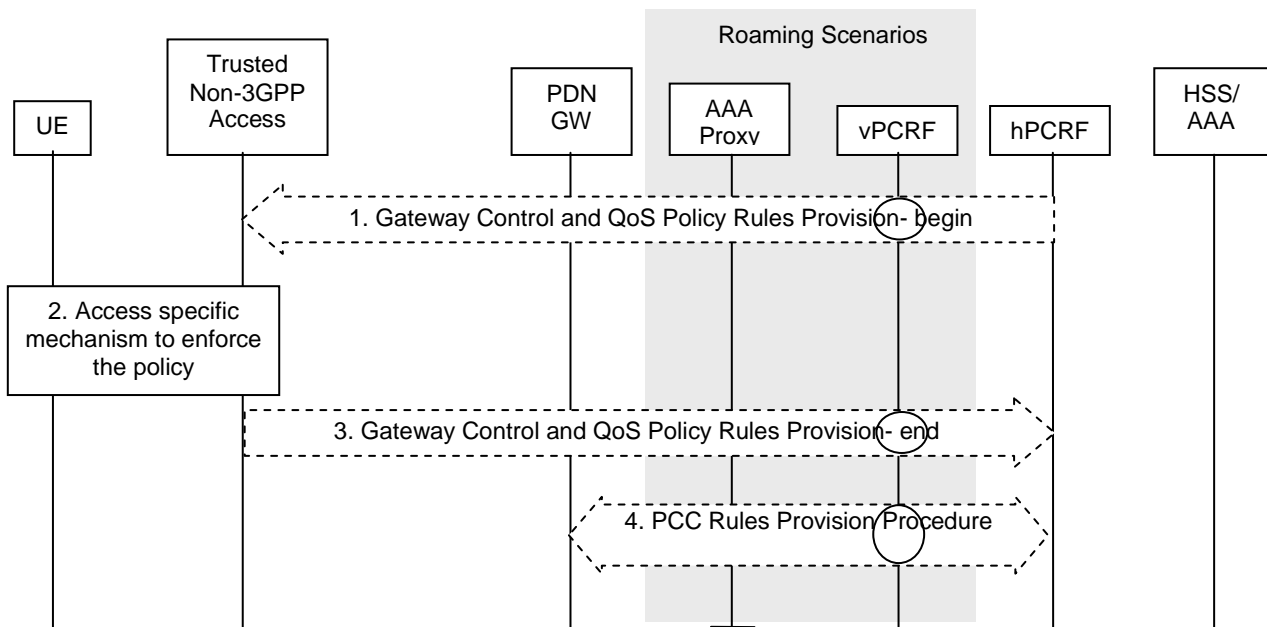 Roaming Scenarios
UE
Trusted
Non-3GPP
Access
PDN
GW
AAA
Proxy
vPCRF
hPCRF
HSS/
AAA
1. Gateway Control and QoS Policy Rules Provision- begin
2. Access specific
mechanism to enforce
the policy
3. Gateway Control and QoS Policy Rules Provision- end
4. PCC Rules Provision Procedure